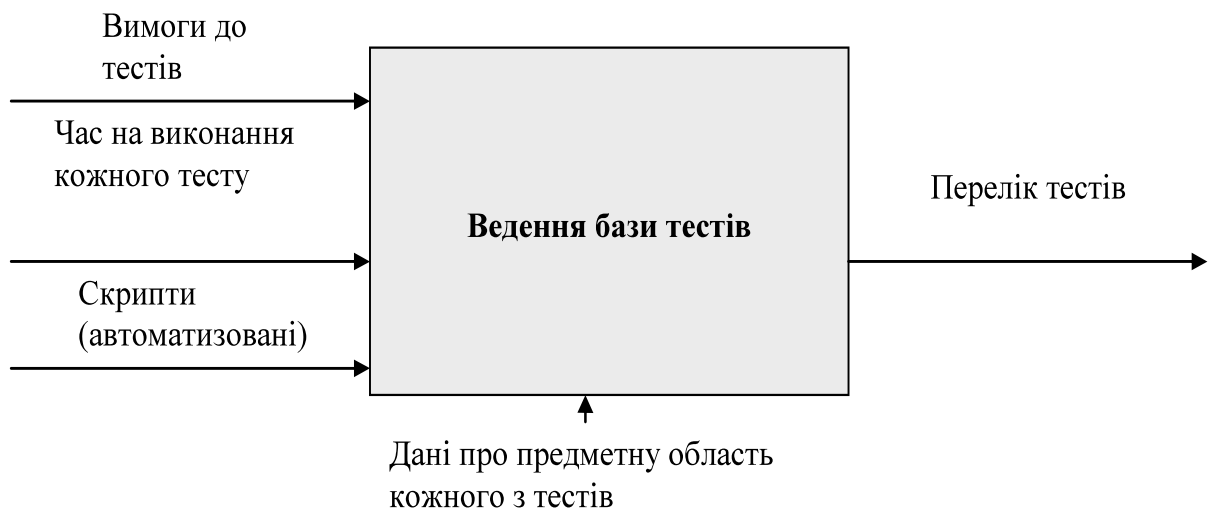 Вимоги до
тестів
Час на виконання
кожного тесту
Скрипти
(автоматизовані)
Ведення бази тестів
Перелік тестів
Дані про предметну область
кожного з тестів